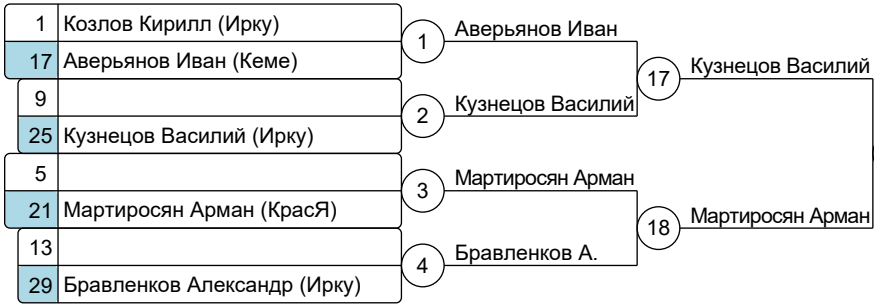 1 Козлов Кирилл (Ирку)
17 Аверьянов Иван (Кеме)
1 Аверьянов Иван
9
25 Кузнецов Василий (Ирку)
2 Кузнецов Василий
17 Кузнецов Василий
5
21 Мартиросян Арман (КрасЯ)
3 Мартиросян Арман
13
29 Бравленков Александр (Ирку)
4 Бравленков А.
18 Мартиросян Арман